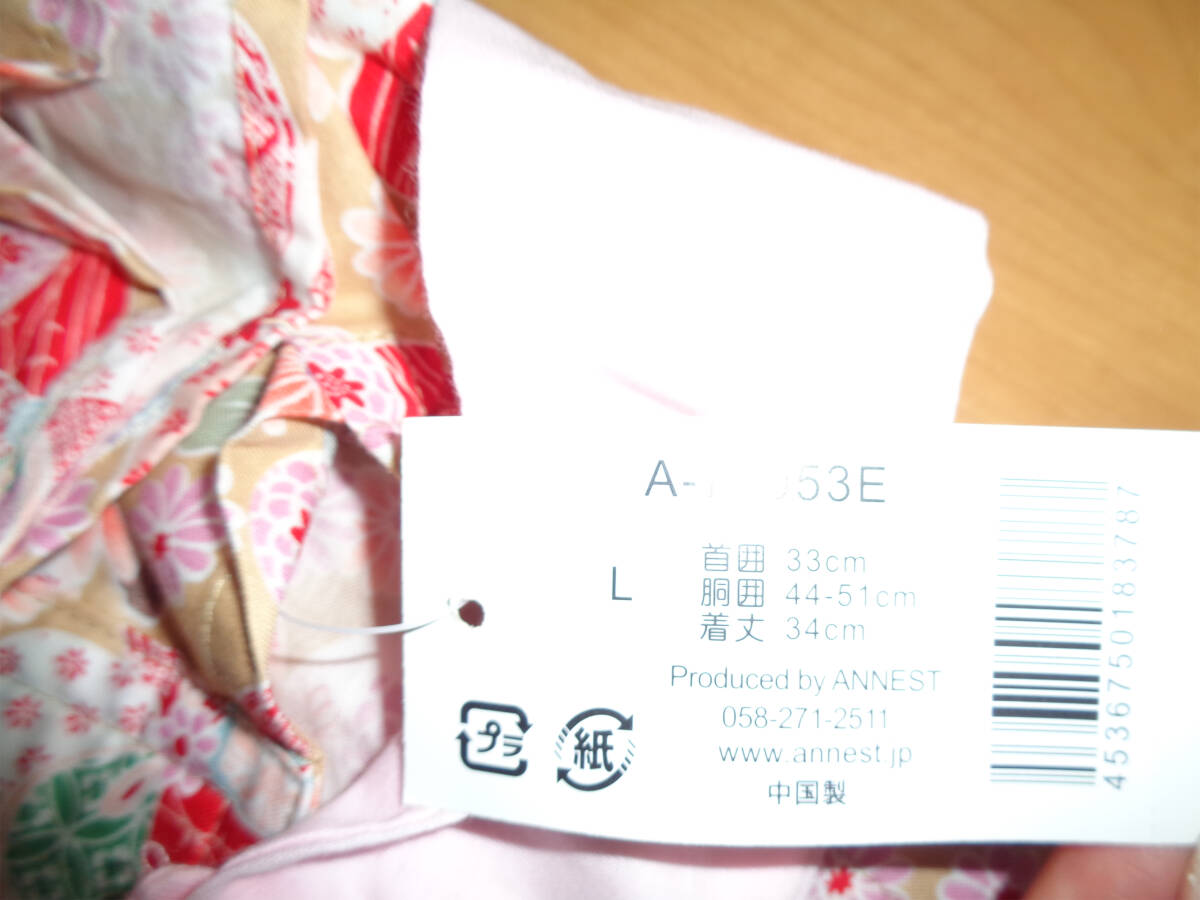 53E
L
首囲 33cm
胴囲 44-51cm
着丈 34cm
Produced by ANNEST
058-271-2511
www.annest.jp
中国製
プラ
紙
4536750183787